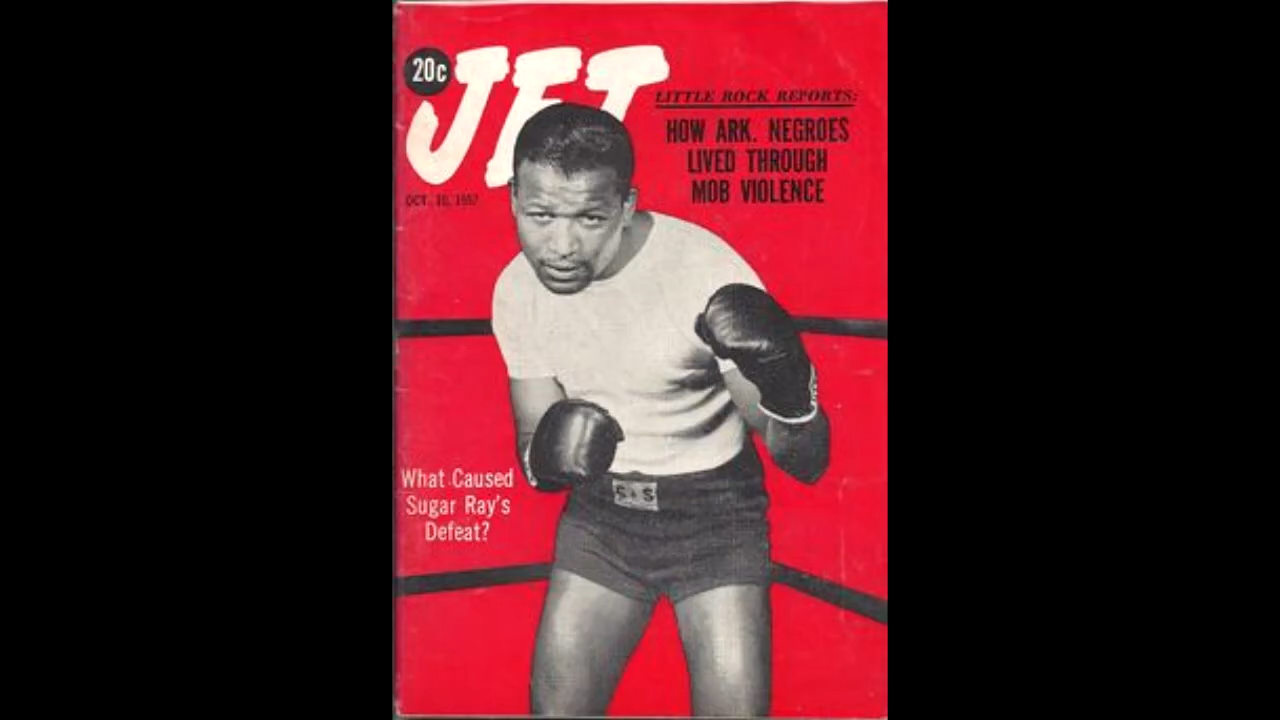 20c
JET
LITTLE ROCK REPORTS:
HOW ARK. NEGROES
LIVED THROUGH
MOB VIOLENCE
OCT. 10, 1957
What Caused
Sugar Ray's
Defeat?